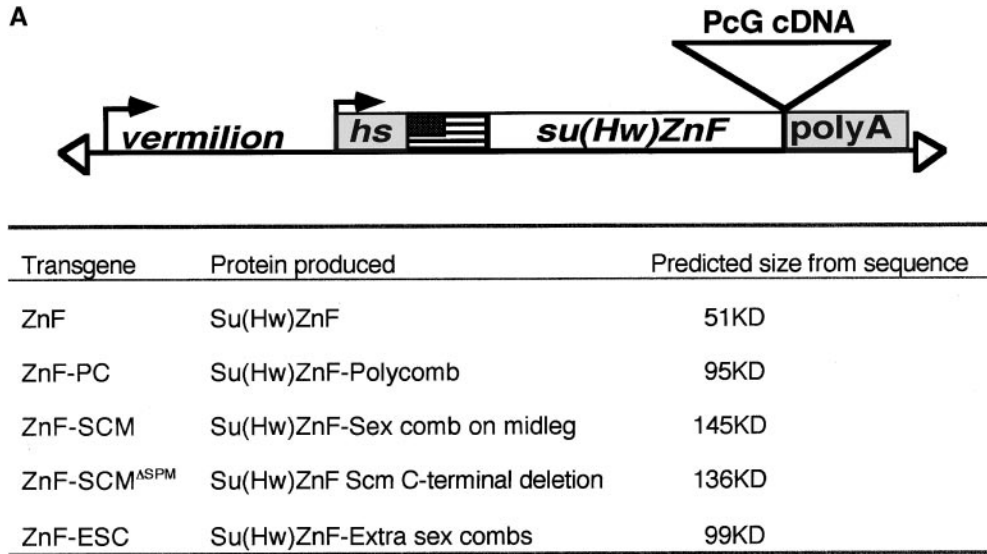 A
PcG cDNA
vermilion hs su(Hw)ZnF polyA
Transgene Protein produced Predicted size from sequence
ZnF Su(Hw)ZnF 51KD
ZnF-PC Su(Hw)ZnF-Polycomb 95KD
ZnF-SCM Su(Hw)ZnF-Sex comb on midleg 145KD
ZnF-SCMΔSPM Su(Hw)ZnF Scm C-terminal deletion 136KD
ZnF-ESC Su(Hw)ZnF-Extra sex combs 99KD